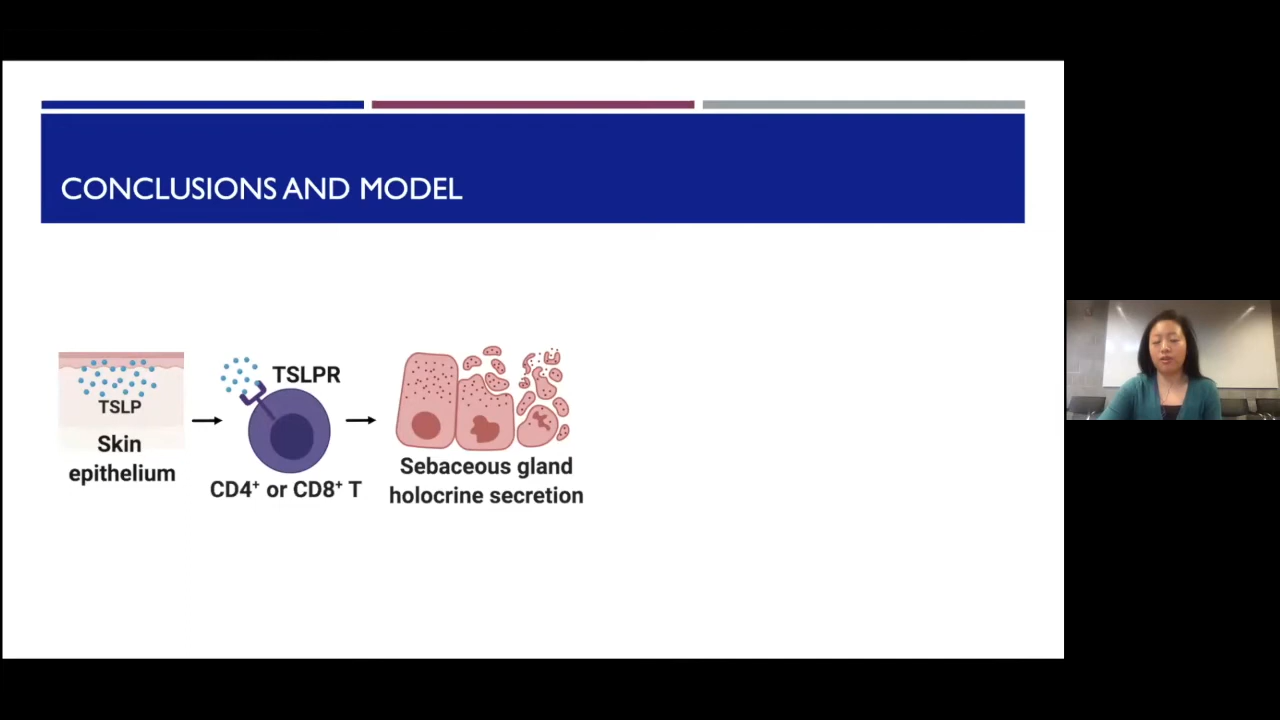 CONCLUSIONS AND MODEL
TSLP
Skin
epithelium
TSLPR
CD4⁺ or CD8⁺ T
Sebaceous gland
holocrine secretion